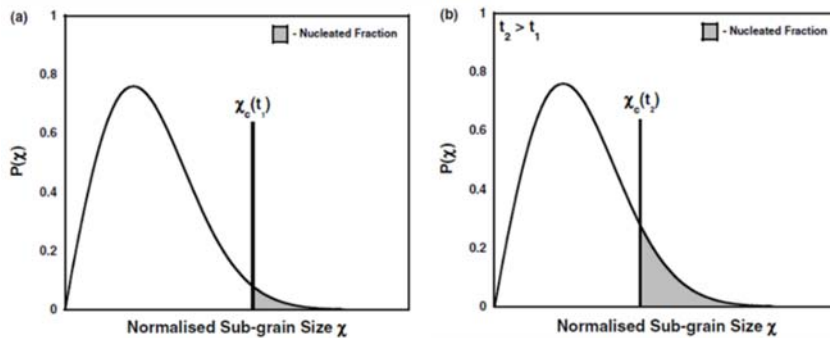 (a)
1
0.8
0.6
0.4
0.2
0
P(χ)
- Nucleated Fraction
χc(t1)
Normalised Sub-grain Size χ
(b)
1
0.8
0.6
0.4
0.2
0
P(χ)
t2 > t1
- Nucleated Fraction
χc(t2)
Normalised Sub-grain Size χ